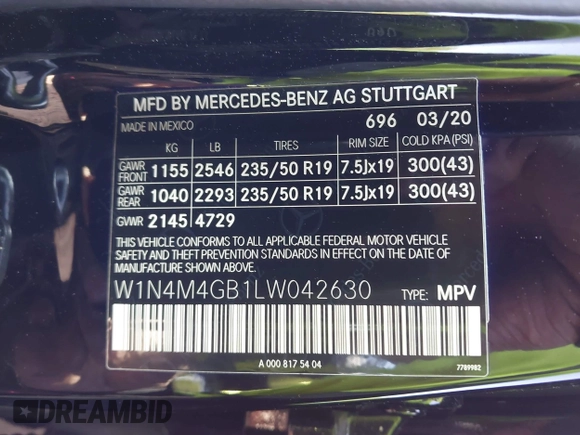 MFD BY MERCEDES-BENZ AG STUTTGART
MADE IN MEXICO 696 03/20
KG LB TIRES RIM SIZE COLD KPA(PSI)
GAWR FRONT 1155 2546 235/50 R19 7.5Jx19 300(43)
GAWR REAR 1040 2293 235/50 R19 7.5Jx19 300(43)
GVWR 2145 4729
THIS VEHICLE CONFORMS TO ALL APPLICABLE FEDERAL MOTOR VEHICLE
SAFETY AND THEFT PREVENTION STANDARDS IN EFFECT ON THE DATE
OF MANUFACTURE SHOWN ABOVE.
W1N4M4GB1LW042630 TYPE: MPV
A 000 817 54 04
7789982
DREAMBID